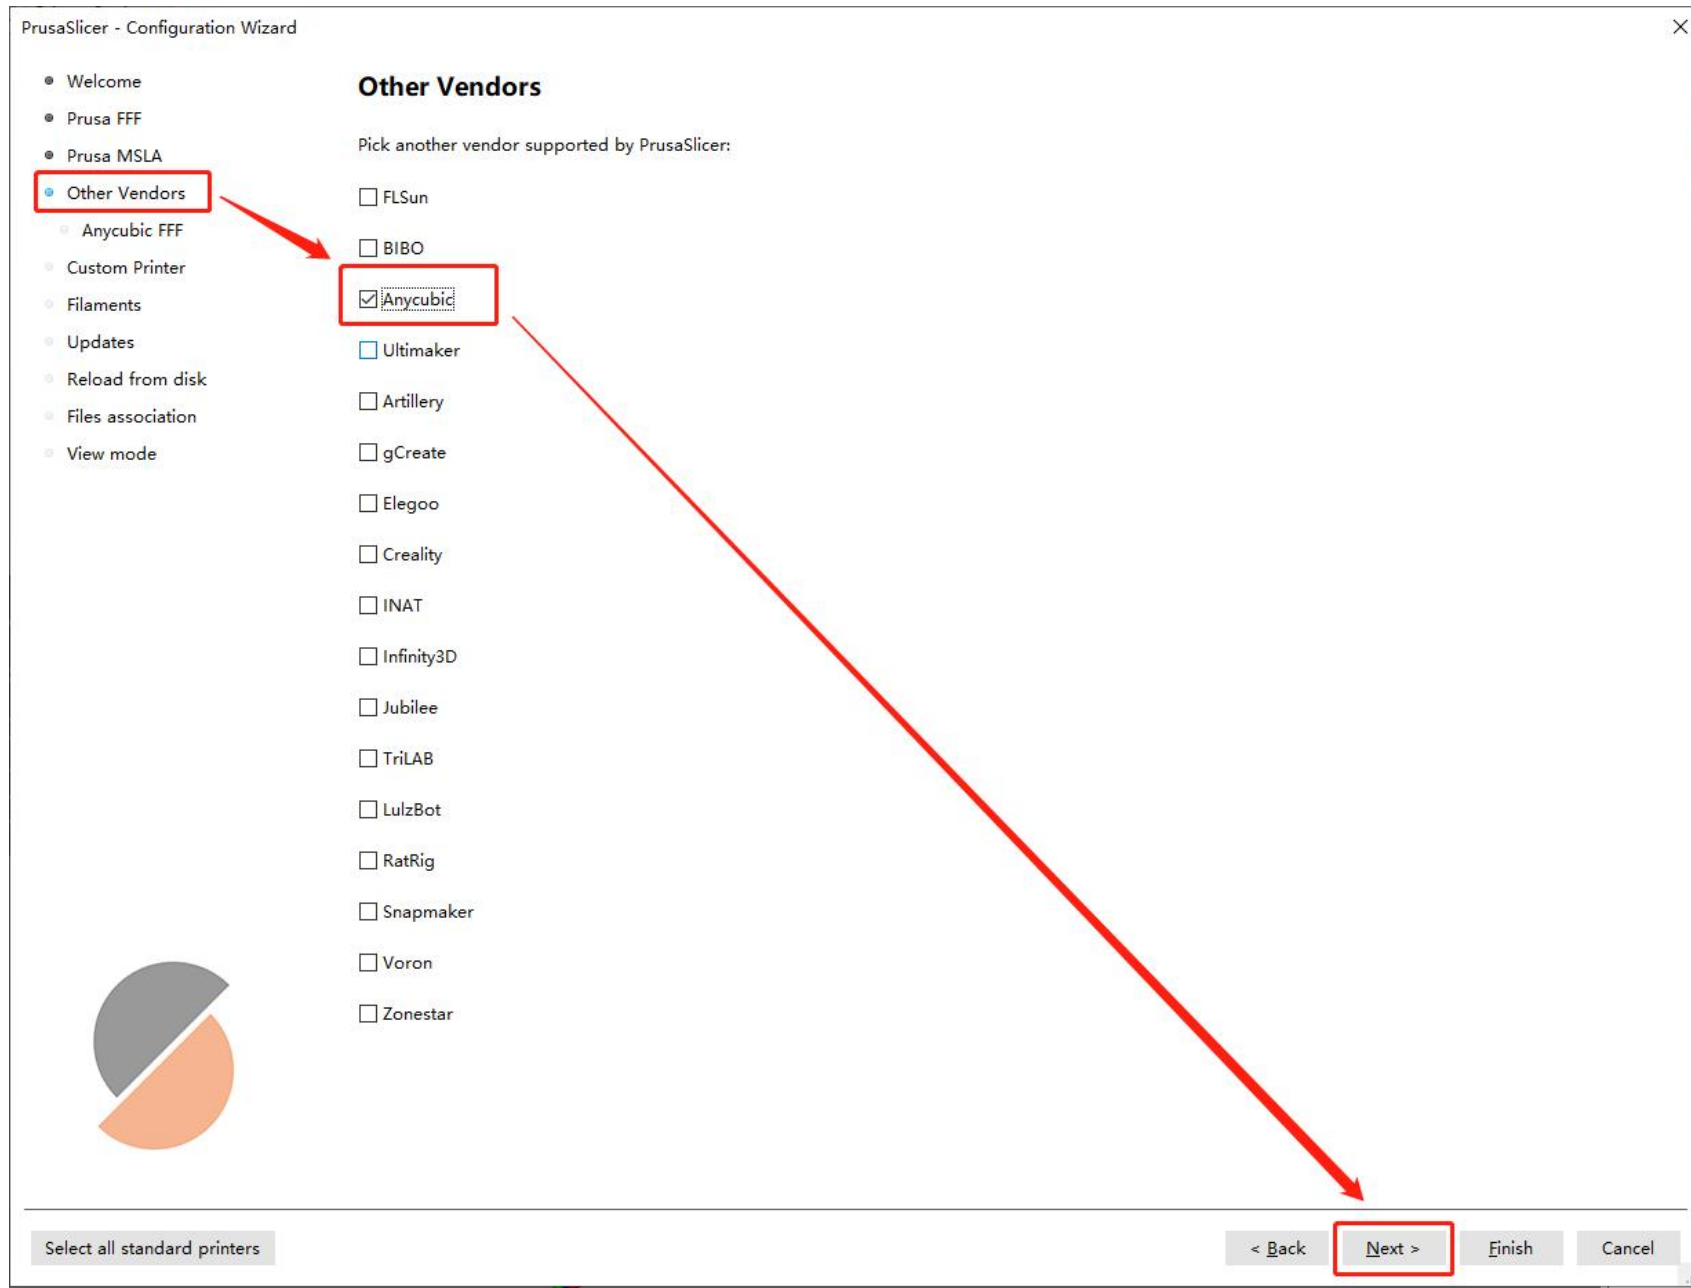 PrusaSlicer - Configuration Wizard
Welcome
Prusa FFF
Prusa MSLA
Other Vendors
Anycubic FFF
Custom Printer
Filaments
Updates
Reload from disk
Files association
View mode
Other Vendors
Pick another vendor supported by PrusaSlicer:
FLSun
BIBO
Anycubic
Ultimaker
Artillery
gCreate
Elegoo
Creality
INAT
Infinity3D
Jubilee
TriLAB
LulzBot
RatRig
Snapmaker
Voron
Zonestar
Select all standard printers
< Back
Next >
Finish
Cancel